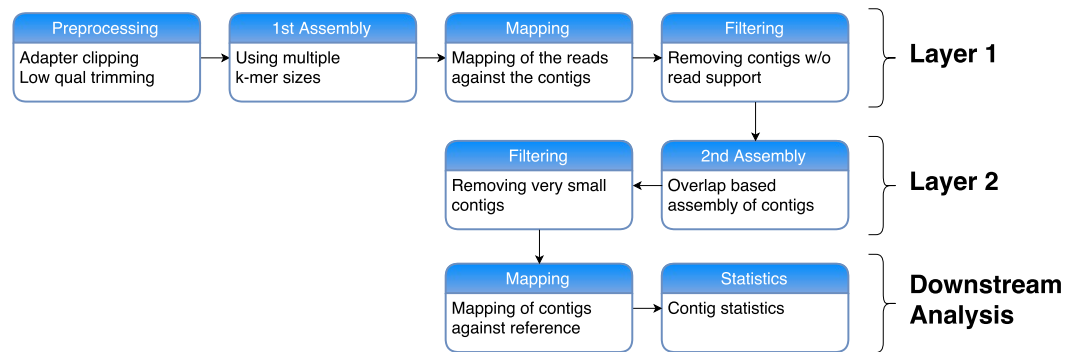 Preprocessing
Adapter clipping
Low qual trimming
1st Assembly
Using multiple
k-mer sizes
Mapping
Mapping of the reads
against the contigs
Filtering
Removing contigs w/o
read support
Layer 1
Filtering
Removing very small
contigs
2nd Assembly
Overlap based
assembly of contigs
Layer 2
Mapping
Mapping of contigs
against reference
Statistics
Contig statistics
Downstream
Analysis